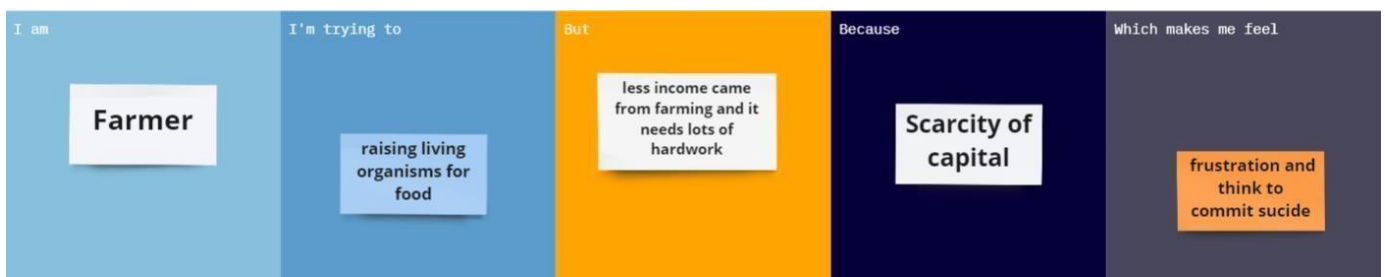 I am
Farmer
I'm trying to
raising living
organisms for
food
But
less income came
from farming and it
needs lots of
hardwork
Because
Scarcity of
capital
Which makes me feel
frustration and
think to
commit sucide